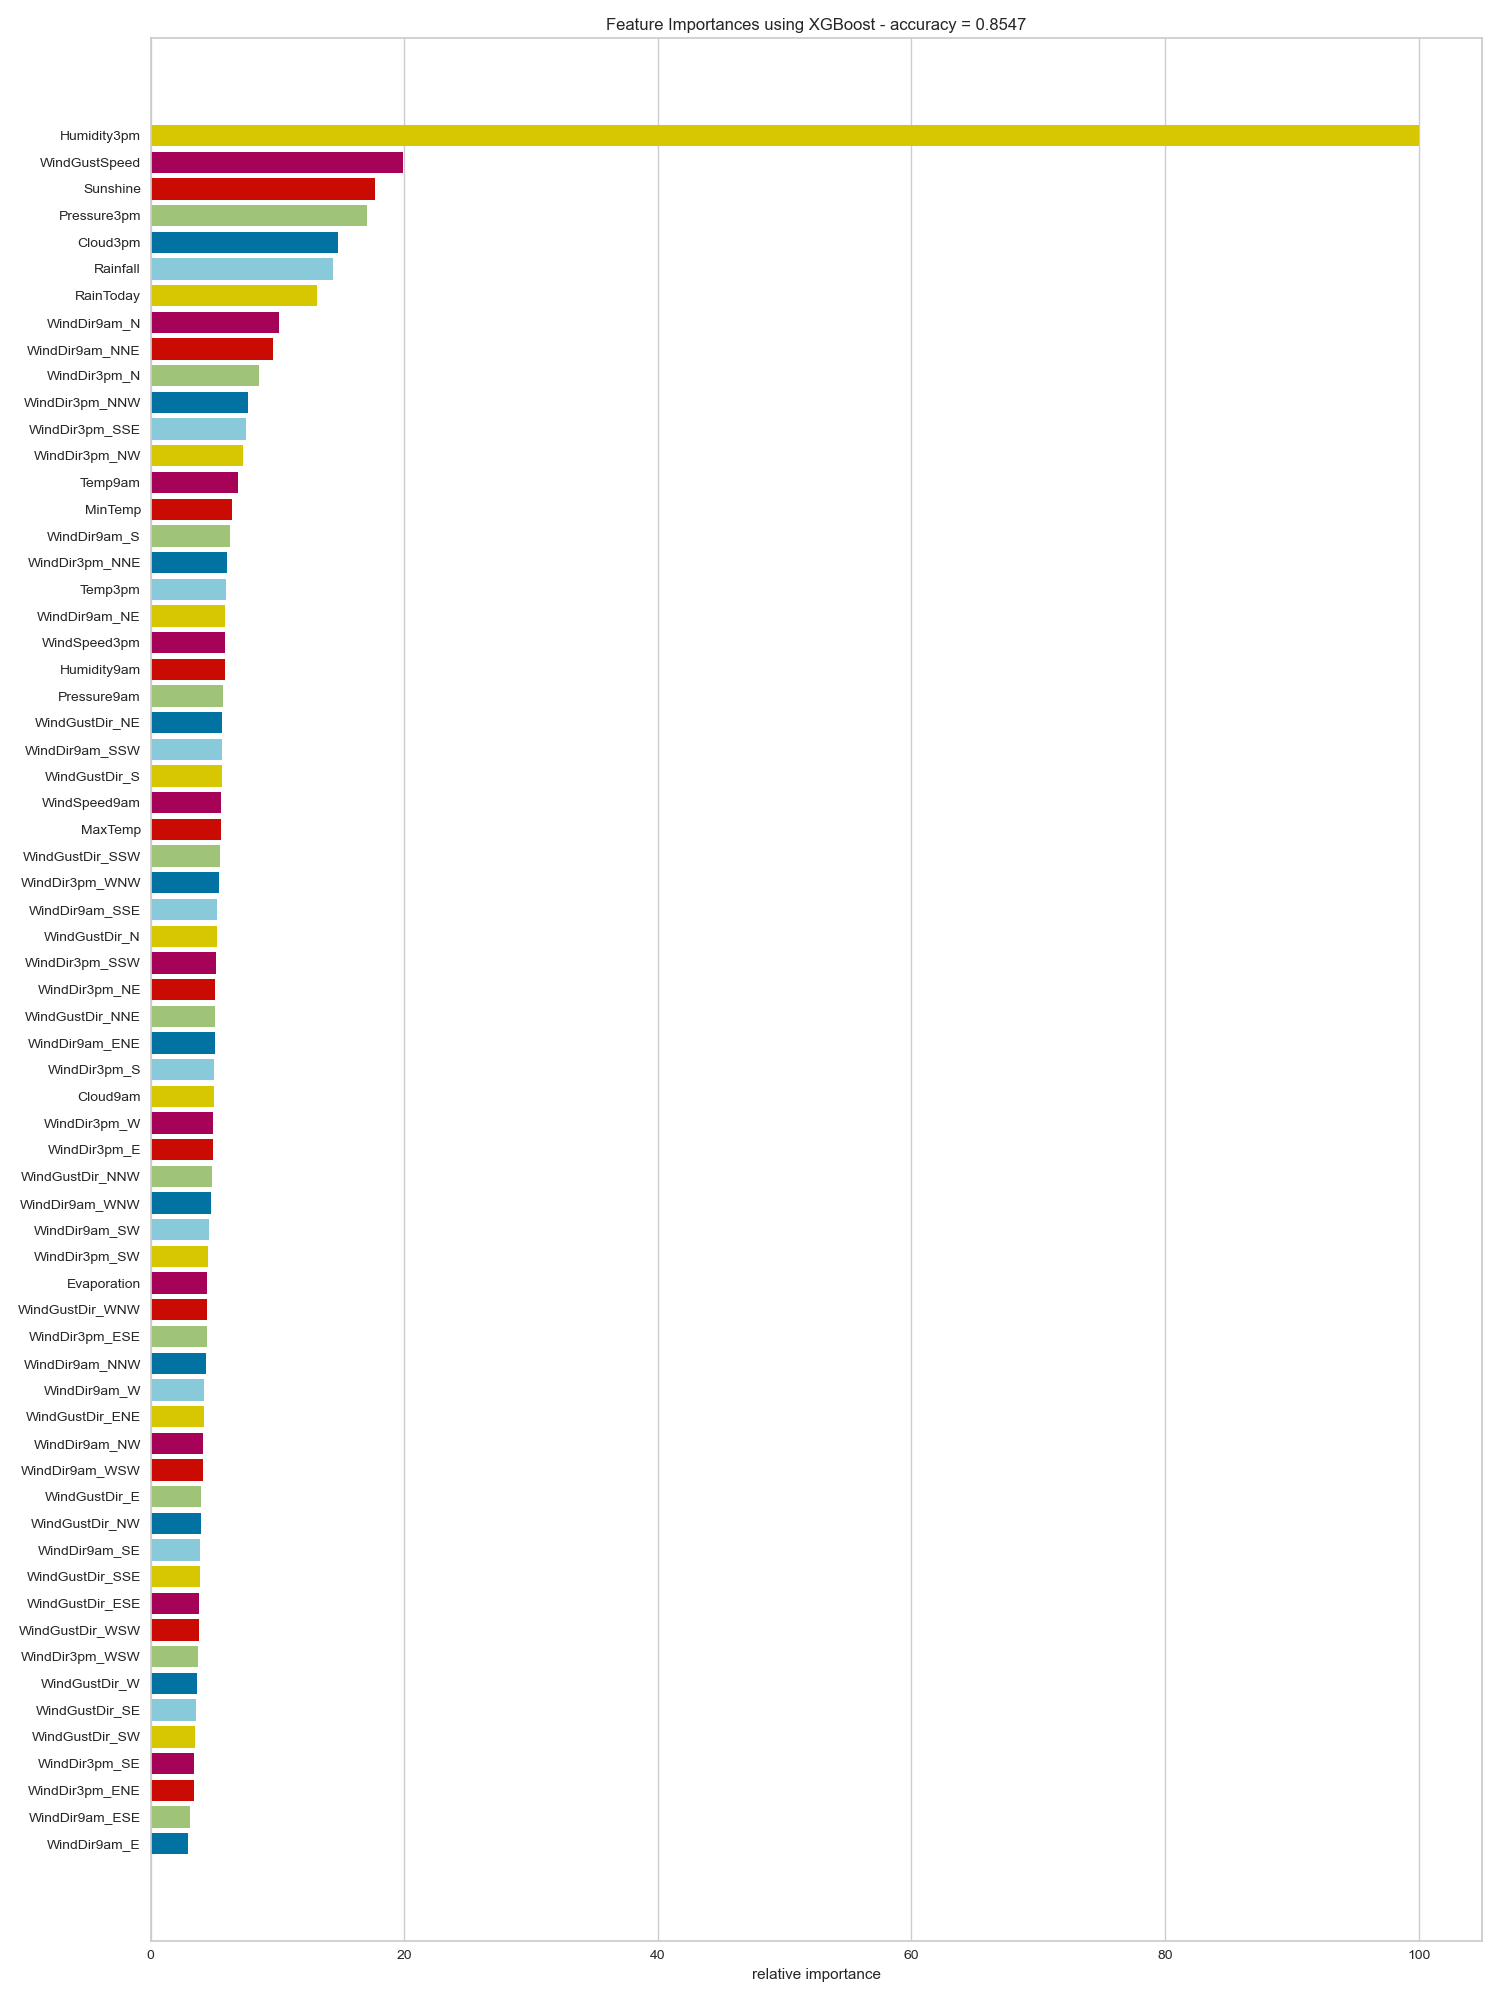 Feature Importances using XGBoost - accuracy = 0.8547
Humidity3pm
WindGustSpeed
Sunshine
Pressure3pm
Cloud3pm
Rainfall
RainToday
WindDir9am_N
WindDir9am_NNE
WindDir3pm_N
WindDir3pm_NNW
WindDir3pm_SSE
WindDir3pm_NW
Temp9am
MinTemp
WindDir9am_S
WindDir3pm_NNE
Temp3pm
WindDir9am_NE
WindSpeed3pm
Humidity9am
Pressure9am
WindGustDir_NE
WindDir9am_SSW
WindGustDir_S
WindSpeed9am
MaxTemp
WindGustDir_SSW
WindDir3pm_WNW
WindDir9am_SSE
WindGustDir_N
WindDir3pm_SSW
WindDir3pm_NE
WindGustDir_NNE
WindDir9am_ENE
WindDir3pm_S
Cloud9am
WindDir3pm_W
WindDir3pm_E
WindGustDir_NNW
WindDir9am_WNW
WindDir9am_SW
WindDir3pm_SW
Evaporation
WindGustDir_WNW
WindDir3pm_ESE
WindDir9am_NNW
WindDir9am_W
WindGustDir_ENE
WindDir9am_NW
WindDir9am_WSW
WindGustDir_E
WindGustDir_NW
WindDir9am_SE
WindGustDir_SSE
WindGustDir_ESE
WindGustDir_WSW
WindDir3pm_WSW
WindGustDir_W
WindGustDir_SE
WindGustDir_SW
WindDir3pm_SE
WindDir3pm_ENE
WindDir9am_ESE
WindDir9am_E
0 20 40 60 80 100
relative importance